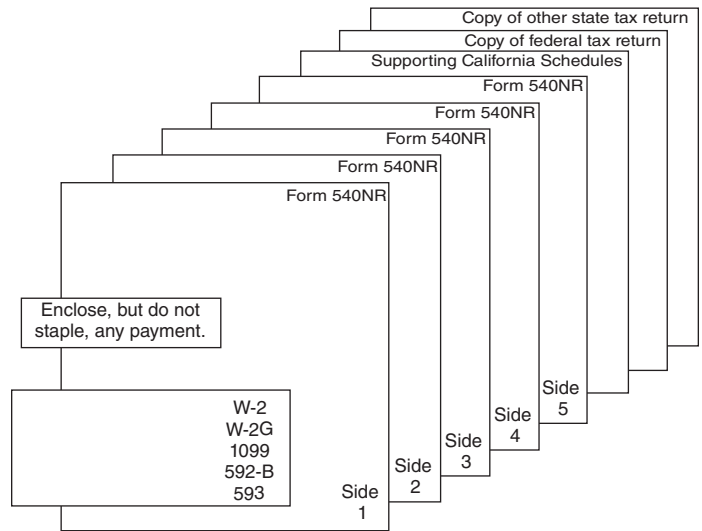 Copy of other state tax return
Copy of federal tax return
Supporting California Schedules
Form 540NR
Form 540NR
Form 540NR
Form 540NR
Form 540NR
Enclose, but do not
staple, any payment.
W-2
W-2G
1099
592-B
593
Side
1
Side
2
Side
3
Side
4
Side
5